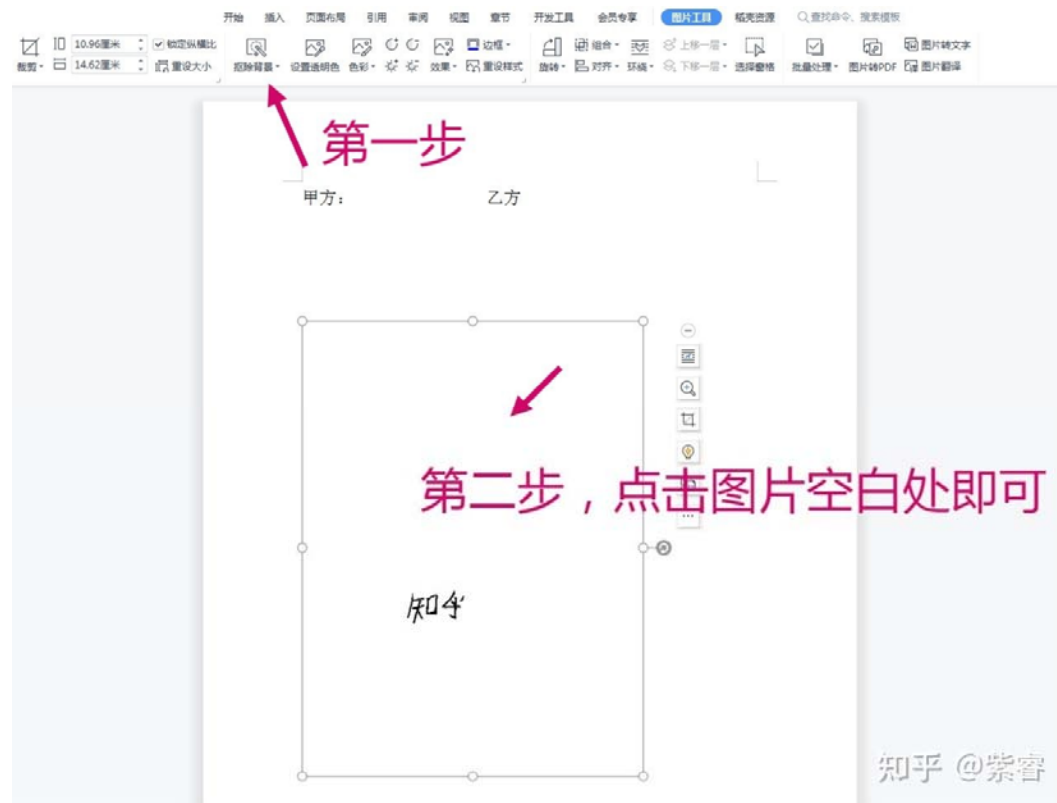 开始 插入 页面布局 引用 审阅 视图 章节 开发工具 会员专享 图片工具 稻壳资源 查找命令、搜索模板
10.96厘米 锁定纵横比 边框 组合 上移一层 图片转文字
裁剪 14.62厘米 重设大小 抠除背景 设置透明色 色彩 效果 重设样式 旋转 对齐 环绕 下移一层 选择窗格 批量处理 图片转PDF 图片翻译
第一步
甲方： 乙方
第二步，点击图片空白处即可
知乎
知乎 @紫睿